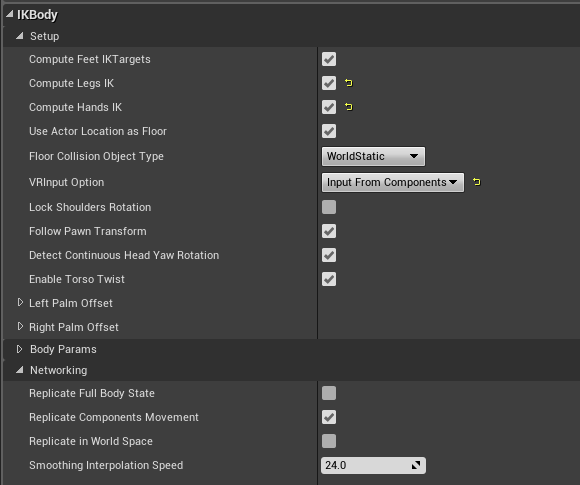 IKBody
Setup
Compute Feet IKTargets
Compute Legs IK
Compute Hands IK
Use Actor Location as Floor
Floor Collision Object Type WorldStatic
VRInput Option Input From Components
Lock Shoulders Rotation
Follow Pawn Transform
Detect Continuous Head Yaw Rotation
Enable Torso Twist
Left Palm Offset
Right Palm Offset
Body Params
Networking
Replicate Full Body State
Replicate Components Movement
Replicate in World Space
Smoothing Interpolation Speed 24.0